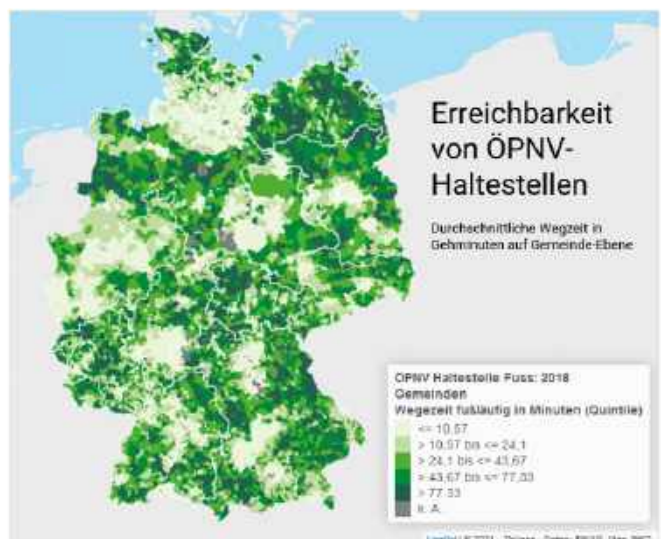 Erreichbarkeit
von ÖPNV-
Haltestellen
Durchschnittliche Wegzeit in
Gehminuten auf Gemeinde-Ebene
ÖPNV Haltestelle Fuss: 2018
Gemeinden
Wegezeit fußläufig in Minuten (Quintile)
<= 10,57
> 10,57 bis <= 24,1
> 24,1 bis <= 43,67
> 43,67 bis <= 77,33
> 77,33
k. A.